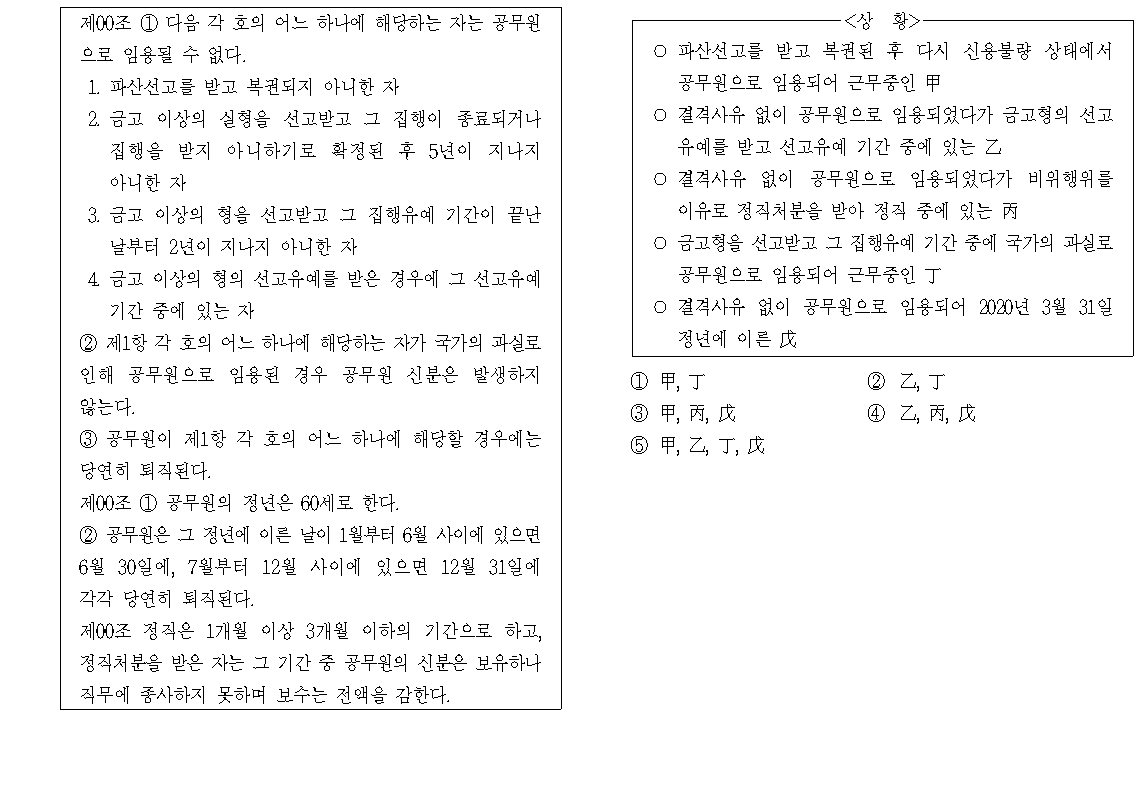 제00조 ① 다음 각 호의 어느 하나에 해당하는 자는 공무원
으로 임용될 수 없다.
1. 파산선고를 받고 복권되지 아니한 자
2. 금고 이상의 실형을 선고받고 그 집행이 종료되거나
집행을 받지 아니하기로 확정된 후 5년이 지나지
아니한 자
3. 금고 이상의 형을 선고받고 그 집행유예 기간이 끝난
날부터 2년이 지나지 아니한 자
4. 금고 이상의 형의 선고유예를 받은 경우에 그 선고유예
기간 중에 있는 자
② 제1항 각 호의 어느 하나에 해당하는 자가 국가의 과실로
인해 공무원으로 임용된 경우 공무원 신분은 발생하지
않는다.
③ 공무원이 제1항 각 호의 어느 하나에 해당할 경우에는
당연히 퇴직된다.
제00조 ① 공무원의 정년은 60세로 한다.
② 공무원은 그 정년에 이른 날이 1월부터 6월 사이에 있으면
6월 30일에, 7월부터 12월 사이에 있으면 12월 31일에
각각 당연히 퇴직된다.
제00조 정직은 1개월 이상 3개월 이하의 기간으로 하고,
정직처분을 받은 자는 그 기간 중 공무원의 신분은 보유하나
직무에 종사하지 못하며 보수는 전액을 감한다.
<상 황>
○ 파산선고를 받고 복권된 후 다시 신용불량 상태에서
공무원으로 임용되어 근무중인 甲
○ 결격사유 없이 공무원으로 임용되었다가 금고형의 선고
유예를 받고 선고유예 기간 중에 있는 乙
○ 결격사유 없이 공무원으로 임용되었다가 비위행위를
이유로 정직처분을 받아 정직 중에 있는 丙
○ 금고형을 선고받고 그 집행유예 기간 중에 국가의 과실로
공무원으로 임용되어 근무중인 丁
○ 결격사유 없이 공무원으로 임용되어 2020년 3월 31일
정년에 이른 戊
① 甲, 丁 ② 乙, 丁
③ 甲, 丙, 戊 ④ 乙, 丙, 戊
⑤ 甲, 乙, 丁, 戊